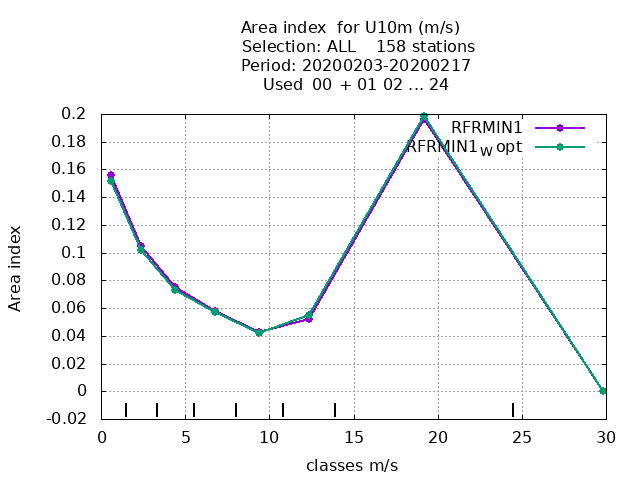 Area index for U10m (m/s)
Selection: ALL 158 stations
Period: 20200203-20200217
Used 00 + 01 02 ... 24
RFRMIN1
RFRMIN1W opt
0.2
0.18
0.16
0.14
0.12
0.1
0.08
0.06
0.04
0.02
0
-0.02
Area index
0 5 10 15 20 25 30
classes m/s